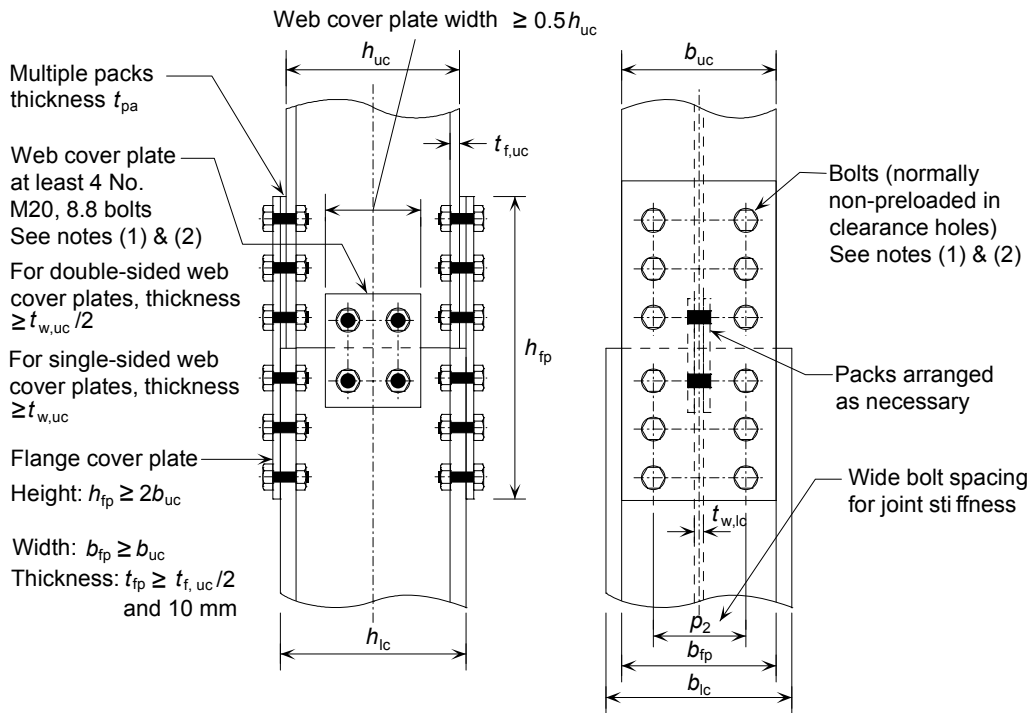 Web cover plate width ≥ 0.5h_uc
h_uc
Multiple packs
thickness t_pa
Web cover plate
at least 4 No.
M20, 8.8 bolts
See notes (1) & (2)
For double-sided web
cover plates, thickness
≥t_w,uc /2
For single-sided web
cover plates, thickness
≥t_w,uc
Flange cover plate
Height: h_fp ≥ 2b_uc
Width: b_fp ≥ b_uc
Thickness: t_fp ≥ t_f, uc /2
and 10 mm
t_f,uc
h_fp
h_lc
b_uc
Bolts (normally
non-preloaded in
clearance holes)
See notes (1) & (2)
Packs arranged
as necessary
Wide bolt spacing
for joint sti ffness
t_w,lc
p_2
b_fp
b_lc